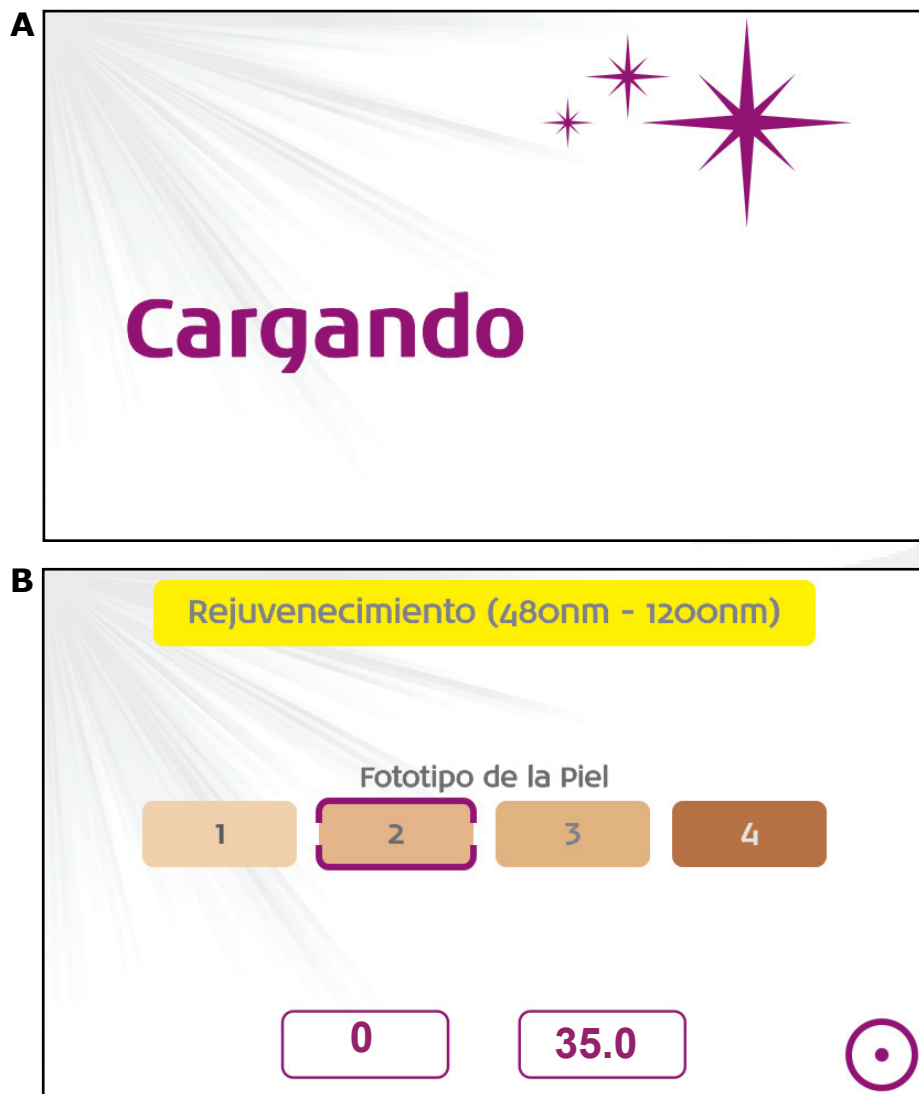 A
Cargando
B
Rejuvenecimiento (480nm - 1200nm)
Fototipo de la Piel
1 2 3 4
0 35.0